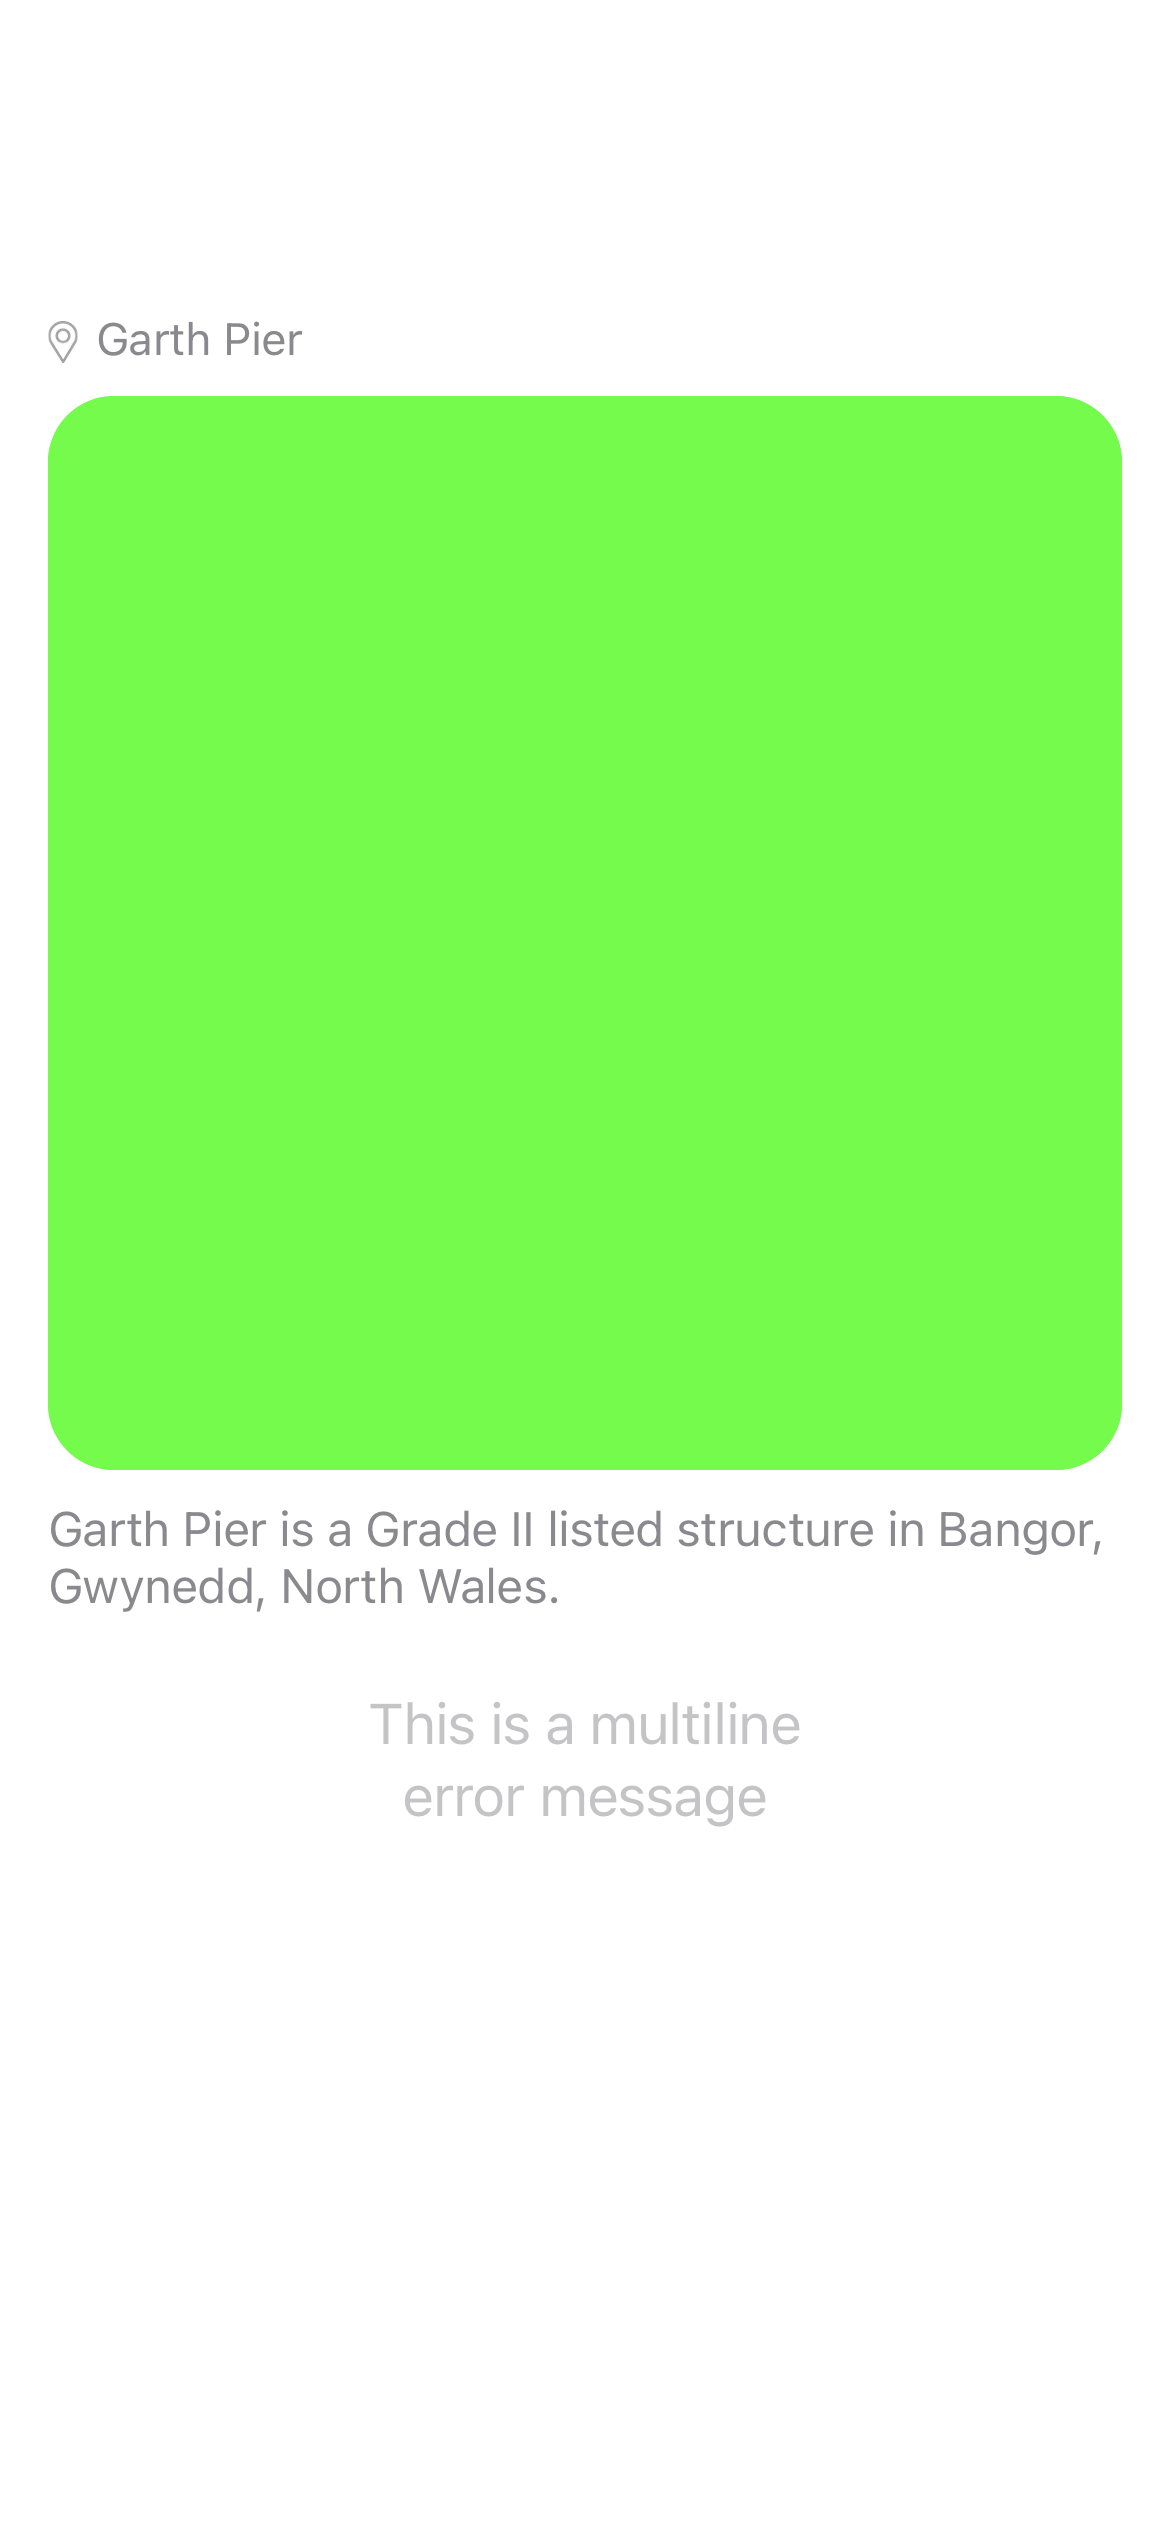 Garth Pier
Garth Pier is a Grade II listed structure in Bangor,
Gwynedd, North Wales.
This is a multiline
error message